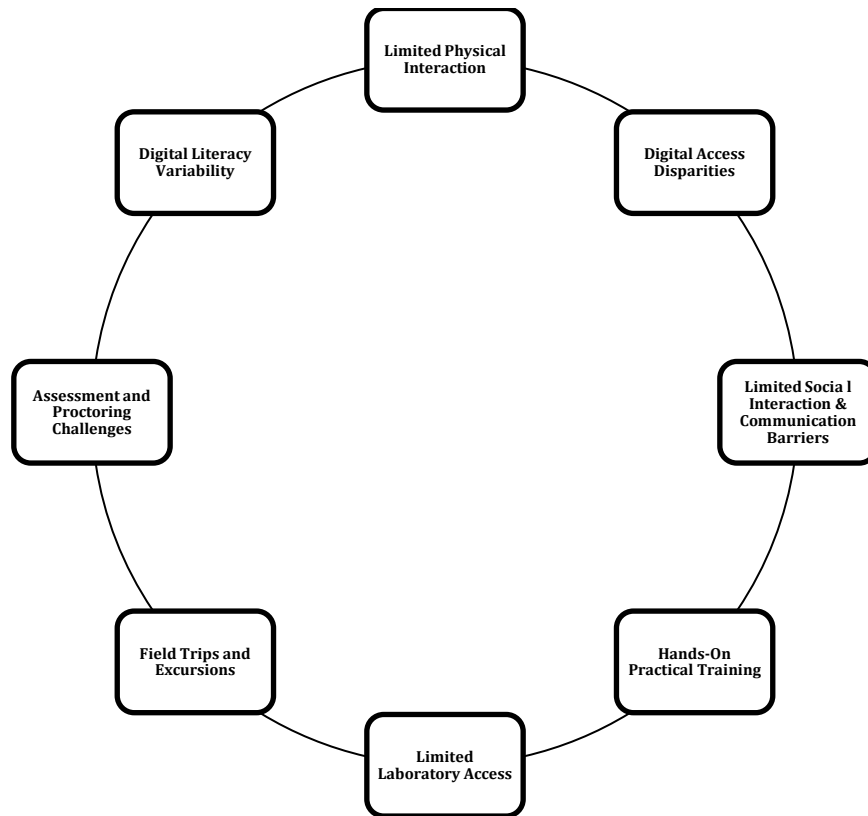 Limited Physical
Interaction
Digital Access
Disparities
Limited Socia l
Interaction &
Communication
Barriers
Hands-On
Practical Training
Limited
Laboratory Access
Field Trips and
Excursions
Assessment and
Proctoring
Challenges
Digital Literacy
Variability